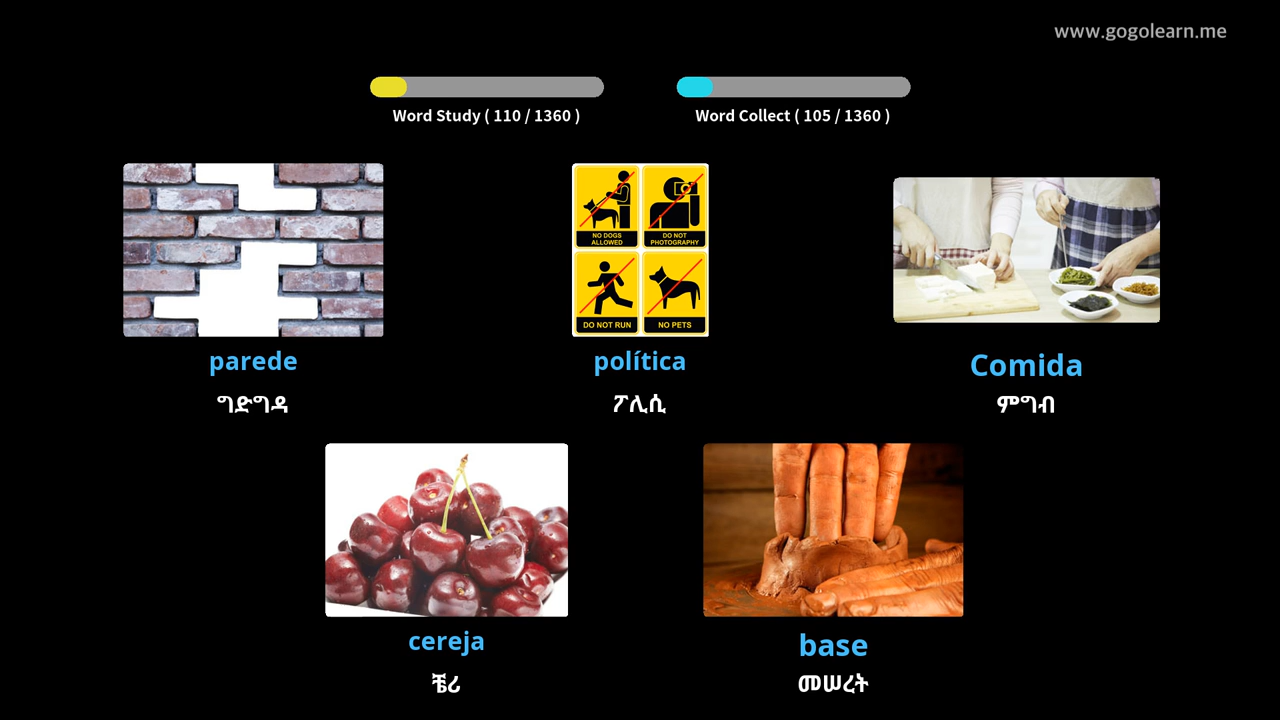 www.gogolearn.me
Word Study ( 110 / 1360 )
Word Collect ( 105 / 1360 )
NO DOGS
ALLOWED
DO NOT
PHOTOGRAPHY
DO NOT RUN
NO PETS
parede
política
Comida
ግድግዳ
ፖሊሲ
ምግብ
cereja
base
ቼሪ
መሠረት